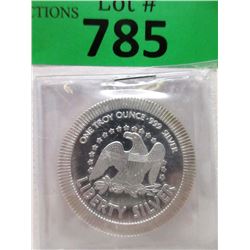 CTIONS Lot #
785
ONE TROY OUNCE .999 SILVER
LIBERTY SILVER